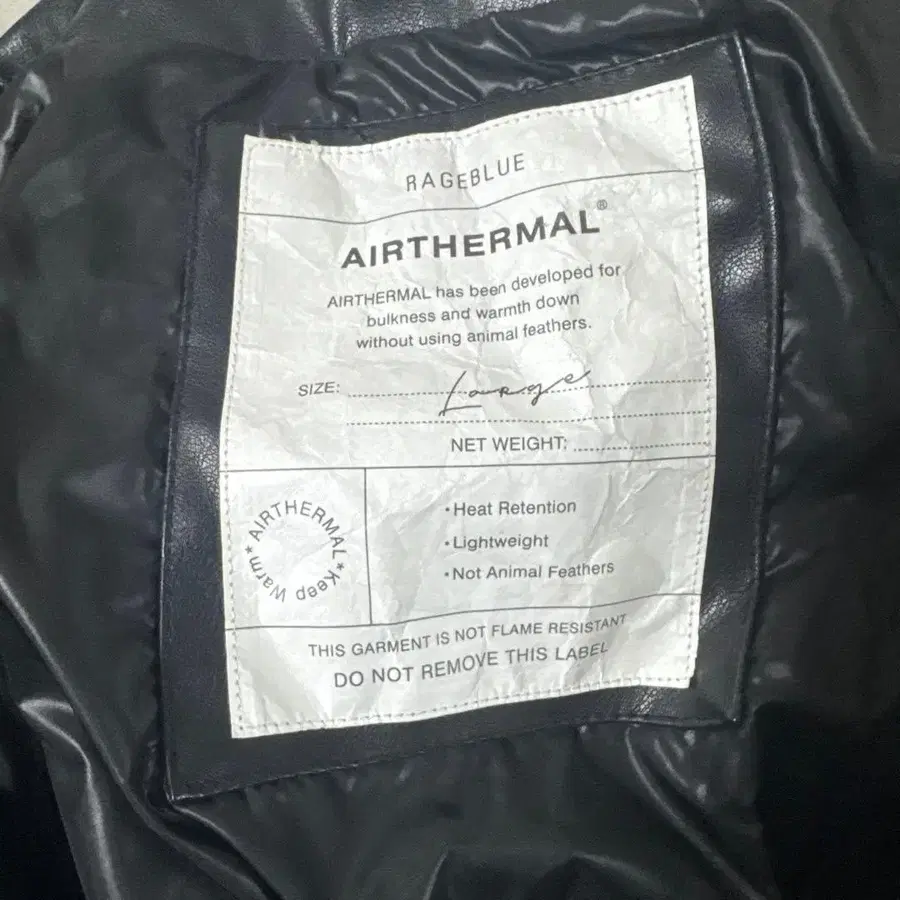 RAGEBLUE
AIRTHERMAL®
AIRTHERMAL has been developed for
bulkness and warmth down
without using animal feathers.
SIZE: Large
NET WEIGHT:
★AIRTHERMAL★Keep Warm
•Heat Retention
•Lightweight
•Not Animal Feathers
THIS GARMENT IS NOT FLAME RESISTANT
DO NOT REMOVE THIS LABEL